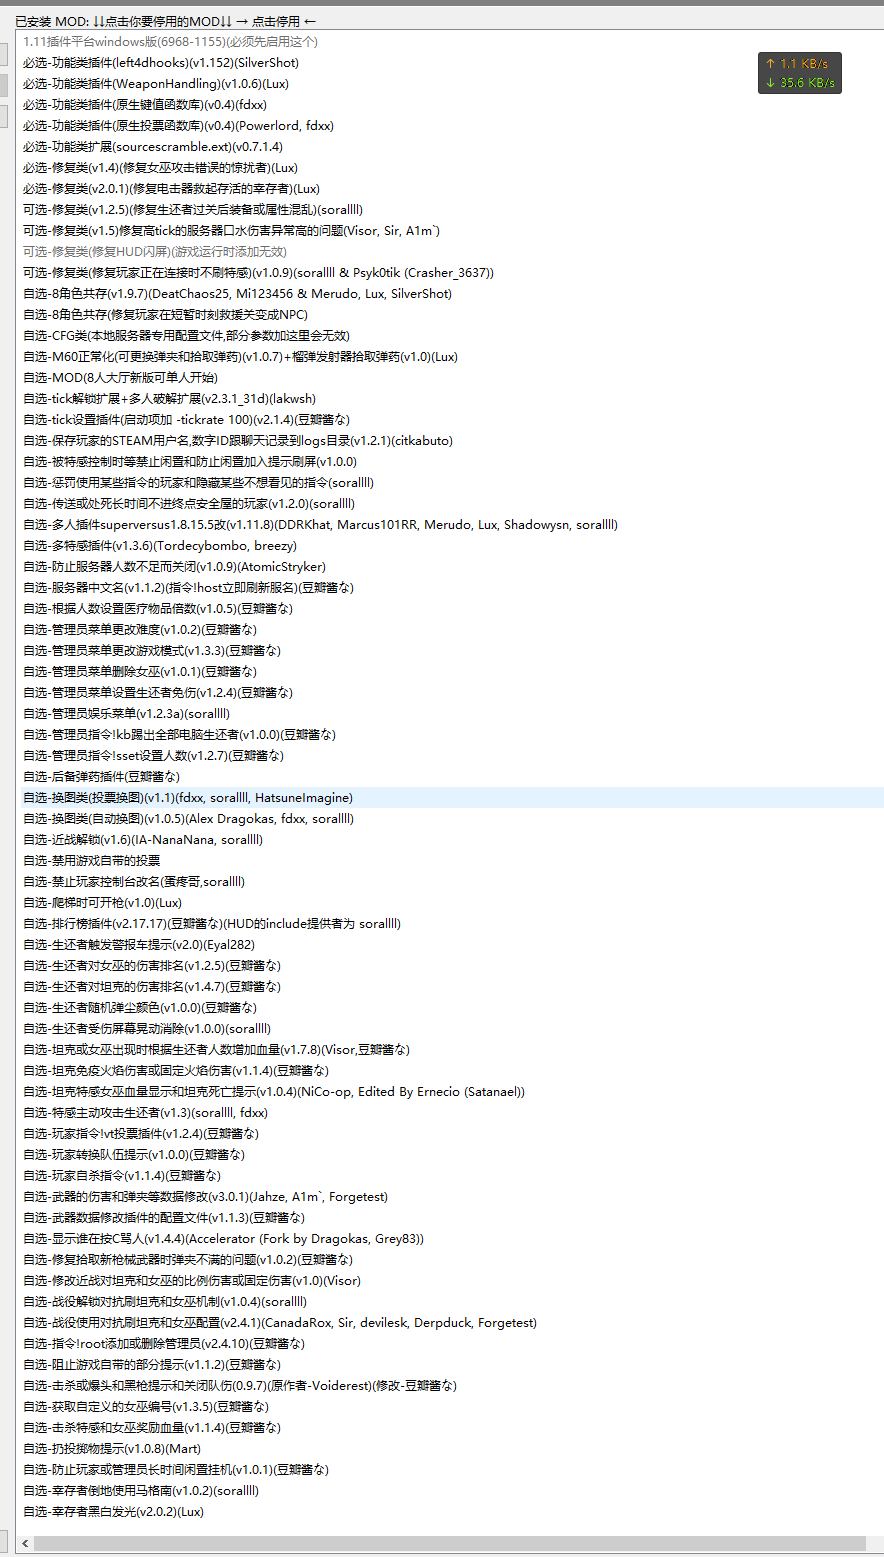 已安装 MOD: ↓↓点击你要停用的MOD↓↓ → 点击停用 ←
1.11插件平台windows版(6968-1155)(必须先启用这个)
必选-功能类插件(left4dhooks)(v1.152)(SilverShot)
↑ 1.1 KB/s
必选-功能类插件(WeaponHandling)(v1.0.6)(Lux)
↓ 35.6 KB/s
必选-功能类插件(原生键值函数库)(v0.4)(fdxx)
必选-功能类插件(原生投票函数库)(v0.4)(Powerlord, fdxx)
必选-功能类扩展(sourcescramble.ext)(v0.7.1.4)
必选-修复类(v1.4)(修复女巫攻击错误的惊扰者)(Lux)
必选-修复类(v2.0.1)(修复电击器救起存活的幸存者)(Lux)
可选-修复类(v1.2.5)(修复生还者过关后装备或属性混乱)(sorallll)
可选-修复类(v1.5)修复高tick的服务器口水伤害异常高的问题(Visor, Sir, A1m`)
可选-修复类(修复HUD闪屏)(游戏运行时添加无效)
可选-修复类(修复玩家正在连接时不刷特感)(v1.0.9)(sorallll & Psyk0tik (Crasher_3637))
自选-8角色共存(v1.9.7)(DeatChaos25, Mi123456 & Merudo, Lux, SilverShot)
自选-8角色共存(修复玩家在短暂时刻救援关变成NPC)
自选-CFG类(本地服务器专用配置文件,部分参数加这里会无效)
自选-M60正常化(可更换弹夹和拾取弹药)(v1.0.7)+榴弹发射器拾取弹药(v1.0)(Lux)
自选-MOD(8人大厅新版可单人开始)
自选-tick解锁扩展+多人破解扩展(v2.3.1_31d)(lakwsh)
自选-tick设置插件(启动项加 -tickrate 100)(v2.1.4)(豆瓣酱な)
自选-保存玩家的STEAM用户名,数字ID跟聊天记录到logs目录(v1.2.1)(citkabuto)
自选-被特感控制时等禁止闲置和防止闲置加入提示刷屏(v1.0.0)
自选-惩罚使用某些指令的玩家和隐藏某些不想看见的指令(sorallll)
自选-传送或处死长时间不进终点安全屋的玩家(v1.2.0)(sorallll)
自选-多人插件superversus1.8.15.5改(v1.11.8)(DDRKhat, Marcus101RR, Merudo, Lux, Shadowysn, sorallll)
自选-多特感插件(v1.3.6)(Tordecybombo, breezy)
自选-防止服务器人数不足而关闭(v1.0.9)(AtomicStryker)
自选-服务器中文名(v1.1.2)(指令!host立即刷新服名)(豆瓣酱な)
自选-根据人数设置医疗物品倍数(v1.0.5)(豆瓣酱な)
自选-管理员菜单更改难度(v1.0.2)(豆瓣酱な)
自选-管理员菜单更改游戏模式(v1.3.3)(豆瓣酱な)
自选-管理员菜单删除女巫(v1.0.1)(豆瓣酱な)
自选-管理员菜单设置生还者免伤(v1.2.4)(豆瓣酱な)
自选-管理员娱乐菜单(v1.2.3a)(sorallll)
自选-管理员指令!kb踢出全部电脑生还者(v1.0.0)(豆瓣酱な)
自选-管理员指令!sset设置人数(v1.2.7)(豆瓣酱な)
自选-后备弹药插件(豆瓣酱な)
自选-换图类(投票换图)(v1.1)(fdxx, sorallll, HatsuneImagine)
自选-换图类(自动换图)(v1.0.5)(Alex Dragokas, fdxx, sorallll)
自选-近战解锁(v1.6)(IA-NanaNana, sorallll)
自选-禁用游戏自带的投票
自选-禁止玩家控制台改名(蛋疼哥,sorallll)
自选-爬梯时可开枪(v1.0)(Lux)
自选-排行榜插件(v2.17.17)(豆瓣酱な)(HUD的include提供者为 sorallll)
自选-生还者触发警报车提示(v2.0)(Eyal282)
自选-生还者对女巫的伤害排名(v1.2.5)(豆瓣酱な)
自选-生还者对坦克的伤害排名(v1.4.7)(豆瓣酱な)
自选-生还者随机弹尘颜色(v1.0.0)(豆瓣酱な)
自选-生还者受伤屏幕晃动消除(v1.0.0)(sorallll)
自选-坦克或女巫出现时根据生还者人数增加血量(v1.7.8)(Visor,豆瓣酱な)
自选-坦克免疫火焰伤害或固定火焰伤害(v1.1.4)(豆瓣酱な)
自选-坦克特感女巫血量显示和坦克死亡提示(v1.0.4)(NiCo-op, Edited By Ernecio (Satanael))
自选-特感主动攻击生还者(v1.3)(sorallll, fdxx)
自选-玩家指令!vt投票插件(v1.2.4)(豆瓣酱な)
自选-玩家转换队伍提示(v1.0.0)(豆瓣酱な)
自选-玩家自杀指令(v1.1.4)(豆瓣酱な)
自选-武器的伤害和弹夹等数据修改(v3.0.1)(Jahze, A1m`, Forgetest)
自选-武器数据修改插件的配置文件(v1.1.3)(豆瓣酱な)
自选-显示谁在按C骂人(v1.4.4)(Accelerator (Fork by Dragokas, Grey83))
自选-修复拾取新枪械武器时弹夹不满的问题(v1.0.2)(豆瓣酱な)
自选-修改近战对坦克和女巫的比例伤害或固定伤害(v1.0)(Visor)
自选-战役解锁对抗刷坦克和女巫机制(v1.0.4)(sorallll)
自选-战役使用对抗刷坦克和女巫配置(v2.4.1)(CanadaRox, Sir, devilesk, Derpduck, Forgetest)
自选-指令!root添加或删除管理员(v2.4.10)(豆瓣酱な)
自选-阻止游戏自带的部分提示(v1.1.2)(豆瓣酱な)
自选-击杀或爆头和黑枪提示和关闭队伤(0.9.7)(原作者-Voiderest)(修改-豆瓣酱な)
自选-获取自定义的女巫编号(v1.3.5)(豆瓣酱な)
自选-击杀特感和女巫奖励血量(v1.1.4)(豆瓣酱な)
自选-扔投掷物提示(v1.0.8)(Mart)
自选-防止玩家或管理员长时间闲置挂机(v1.0.1)(豆瓣酱な)
自选-幸存者倒地使用马格南(v1.0.2)(sorallll)
自选-幸存者黑白发光(v2.0.2)(Lux)